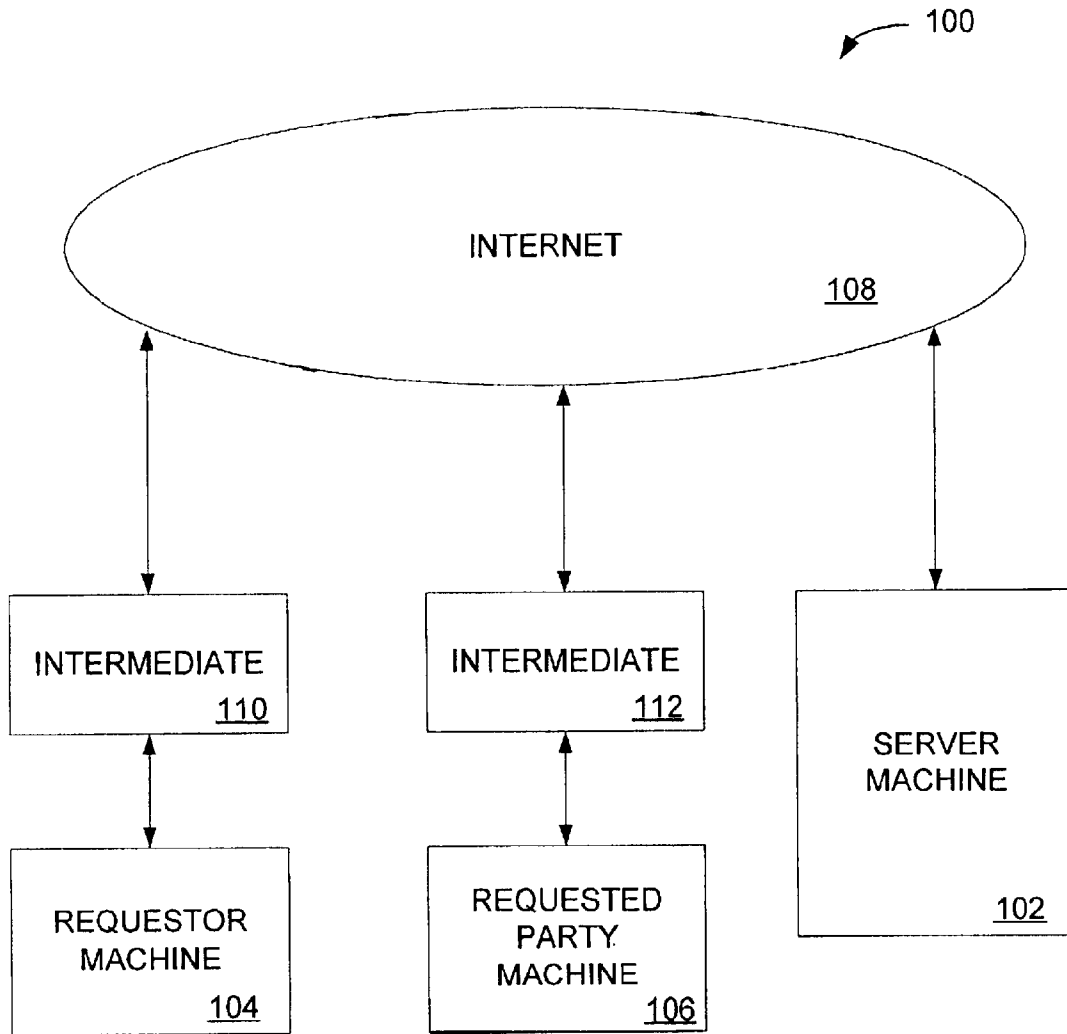 100
INTERNET
108
INTERMEDIATE
110
INTERMEDIATE
112
SERVER
MACHINE
102
REQUESTOR
MACHINE
104
REQUESTED
PARTY
MACHINE
106